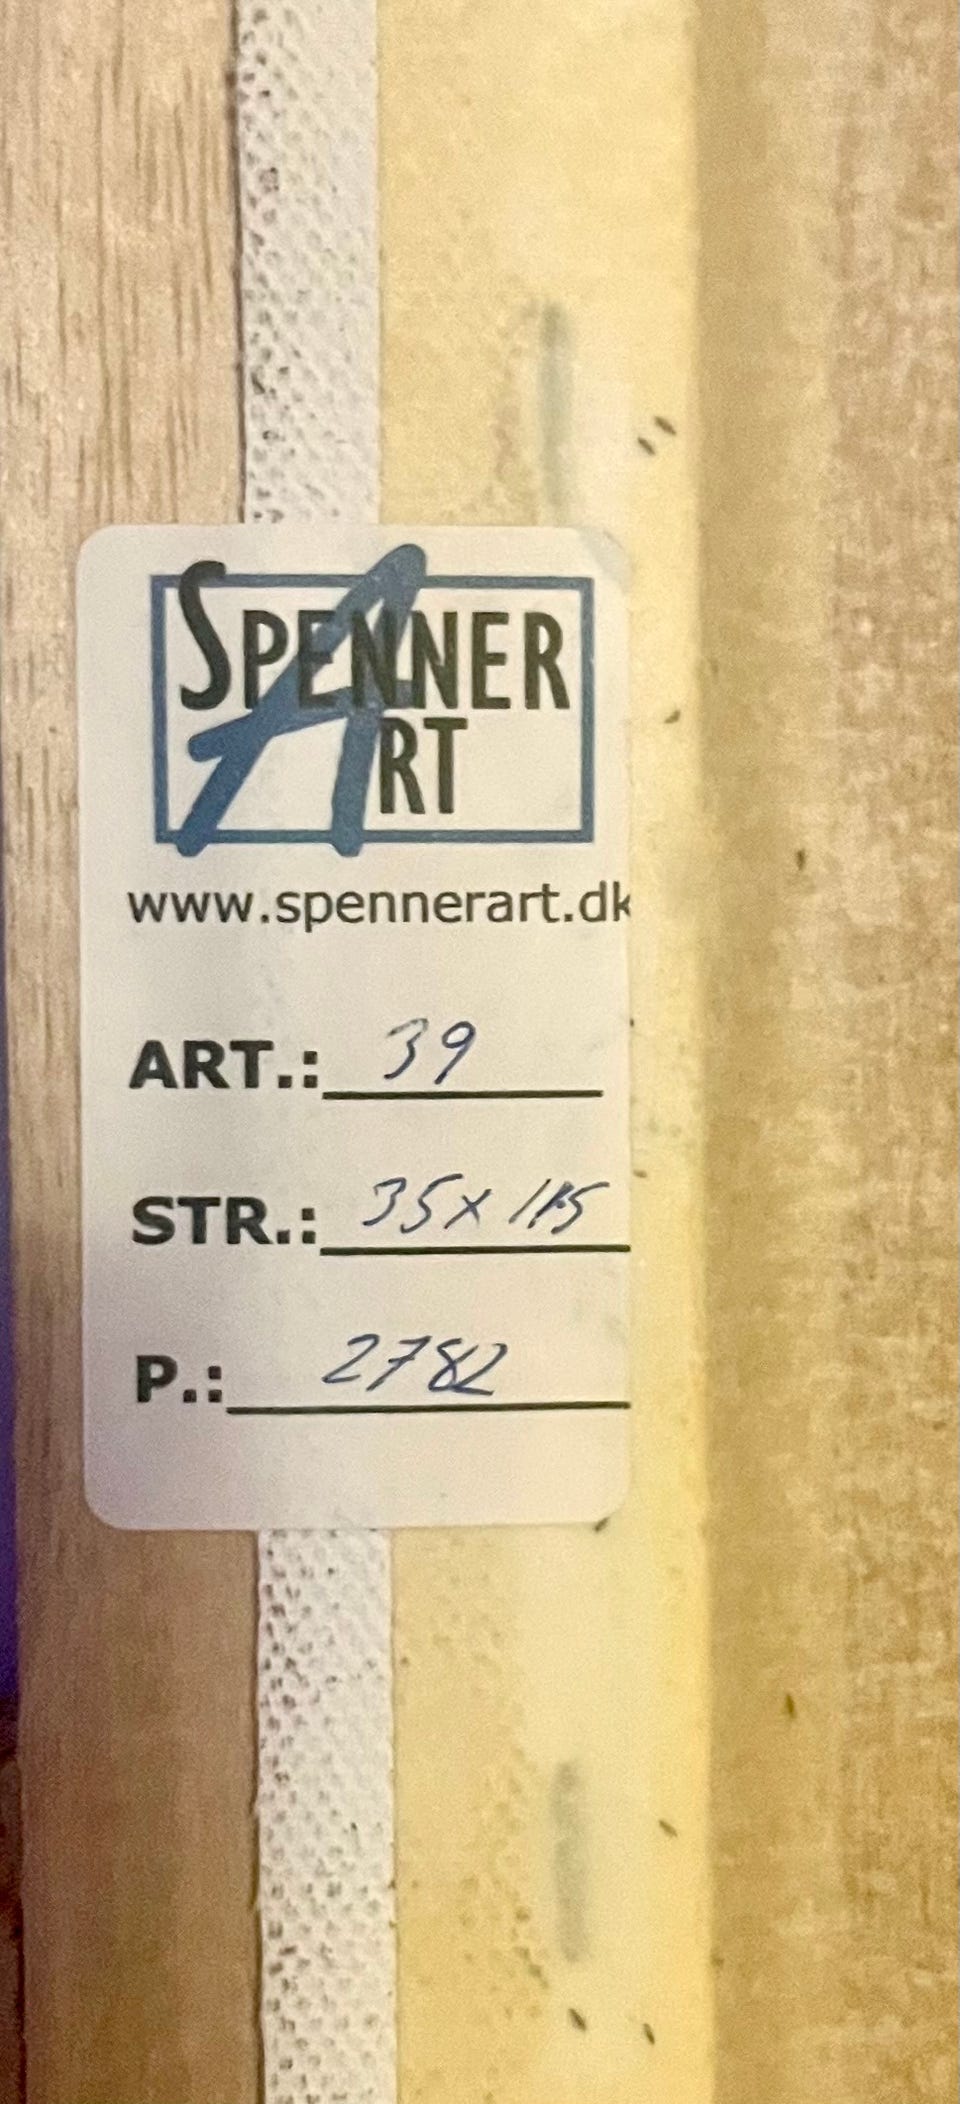 SPENNER
ART
www.spennerart.dk
ART.: 39
STR.: 35x115
P.: 2782